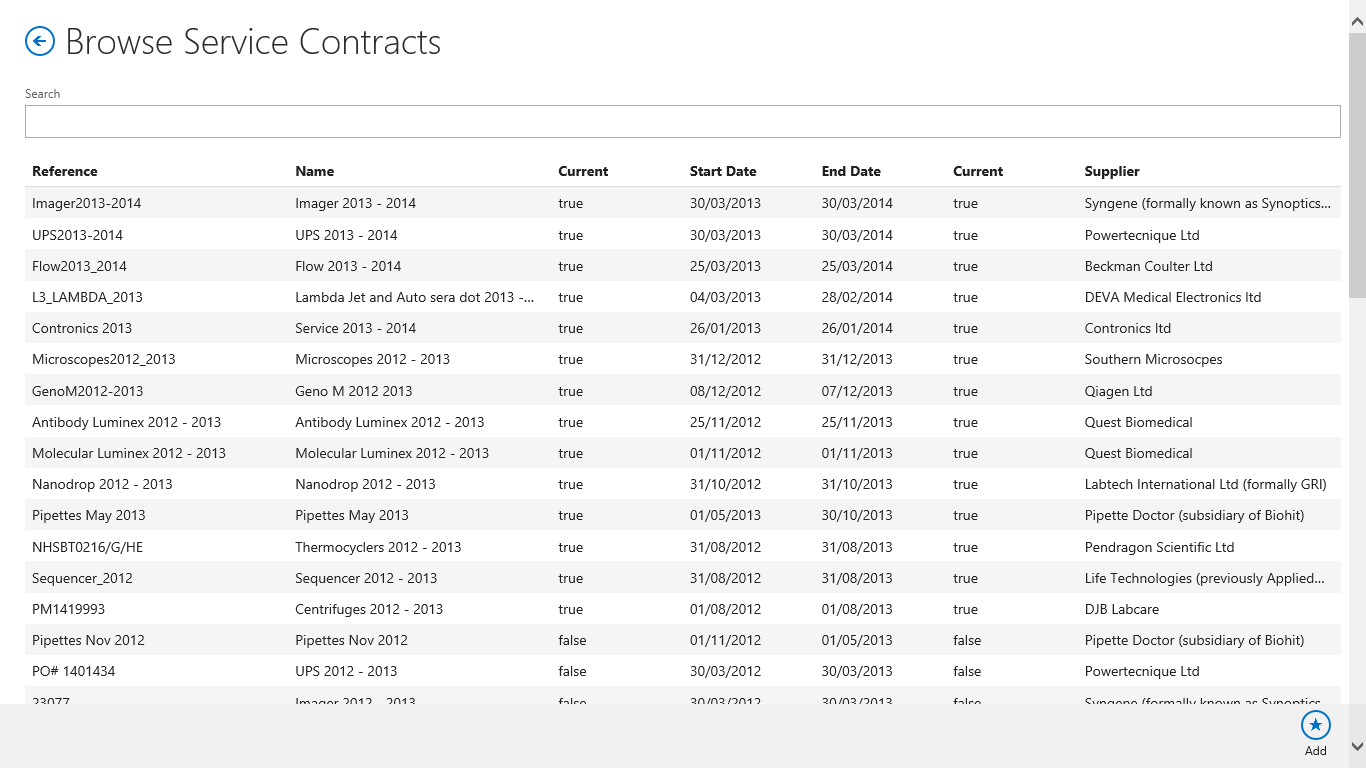 Browse Service Contracts
Search
Reference Name Current Start Date End Date Current Supplier
Imager2013-2014 Imager 2013 - 2014 true 30/03/2013 30/03/2014 true Syngene (formally known as Synoptics...
UPS2013-2014 UPS 2013 - 2014 true 30/03/2013 30/03/2014 true Powertecnique Ltd
Flow2013_2014 Flow 2013 - 2014 true 25/03/2013 25/03/2014 true Beckman Coulter Ltd
L3_LAMBDA_2013 Lambda Jet and Auto sera dot 2013 -... true 04/03/2013 28/02/2014 true DEVA Medical Electronics ltd
Contronics 2013 Service 2013 - 2014 true 26/01/2013 26/01/2014 true Contronics ltd
Microscopes2012_2013 Microscopes 2012 - 2013 true 31/12/2012 31/12/2013 true Southern Microsocpes
GenoM2012-2013 Geno M 2012 2013 true 08/12/2012 07/12/2013 true Qiagen Ltd
Antibody Luminex 2012 - 2013 Antibody Luminex 2012 - 2013 true 25/11/2012 25/11/2013 true Quest Biomedical
Molecular Luminex 2012 - 2013 Molecular Luminex 2012 - 2013 true 01/11/2012 01/11/2013 true Quest Biomedical
Nanodrop 2012 - 2013 Nanodrop 2012 - 2013 true 31/10/2012 31/10/2013 true Labtech International Ltd (formally GRI)
Pipettes May 2013 Pipettes May 2013 true 01/05/2013 30/10/2013 true Pipette Doctor (subsidiary of Biohit)
NHSBT0216/G/HE Thermocyclers 2012 - 2013 true 31/08/2012 31/08/2013 true Pendragon Scientific Ltd
Sequencer_2012 Sequencer 2012 - 2013 true 31/08/2012 31/08/2013 true Life Technologies (previously Applied...
PM1419993 Centrifuges 2012 - 2013 true 01/08/2012 01/08/2013 true DJB Labcare
Pipettes Nov 2012 Pipettes Nov 2012 false 01/11/2012 01/05/2013 false Pipette Doctor (subsidiary of Biohit)
PO# 1401434 UPS 2012 - 2013 false 30/03/2012 30/03/2013 false Powertecnique Ltd
23077 Imager 2012 - 2013 false 30/03/2012 30/03/2013 false Syngene (formally known as Synoptics...
Add